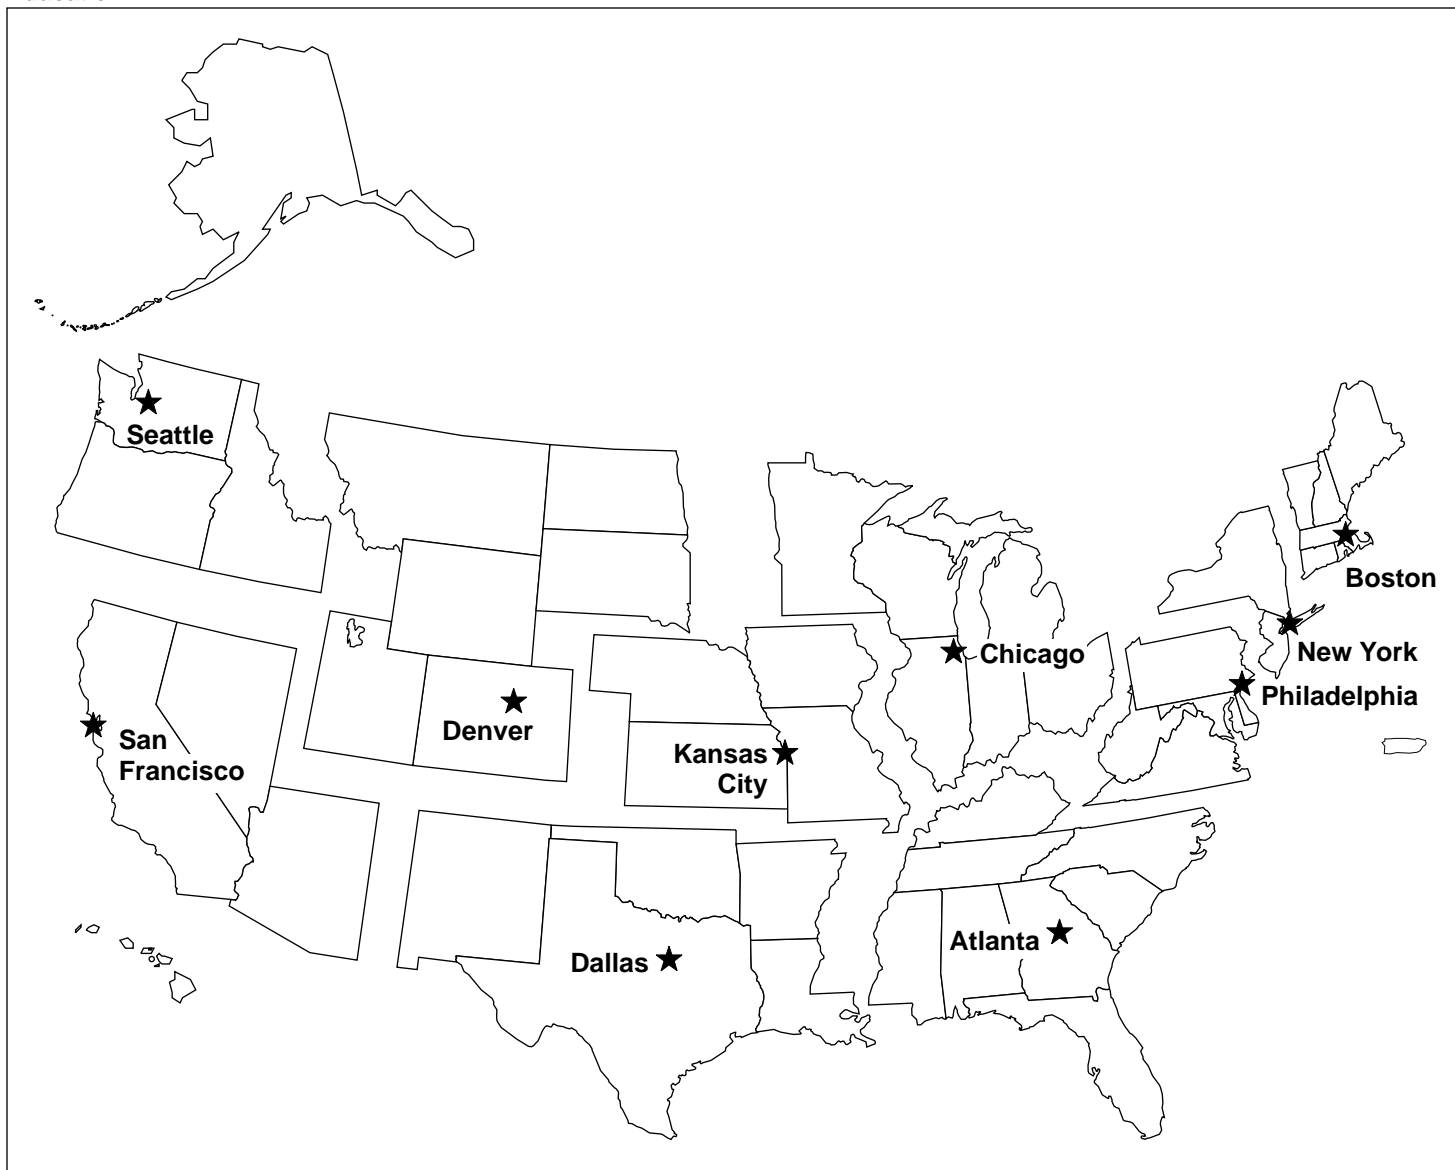 Seattle
Boston
New York
Chicago
Philadelphia
Denver
San
Francisco
Kansas
City
Atlanta
Dallas